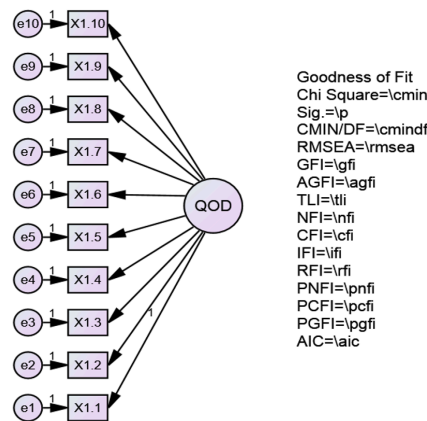 e10 1 X1.10
e9 1 X1.9
e8 1 X1.8
e7 1 X1.7
e6 1 X1.6
e5 1 X1.5
e4 1 X1.4
e3 1 X1.3
e2 1 X1.2
e1 1 X1.1
QOD
1
Goodness of Fit
Chi Square=\cmin
Sig.=\p
CMIN/DF=\cmindf
RMSEA=\rmsea
GFI=\gfi
AGFI=\agfi
TLI=\tli
NFI=\nfi
CFI=\cfi
IFI=\ifi
RFI=\rfi
PNFI=\pnfi
PCFI=\pcfi
PGFI=\pgfi
AIC=\aic